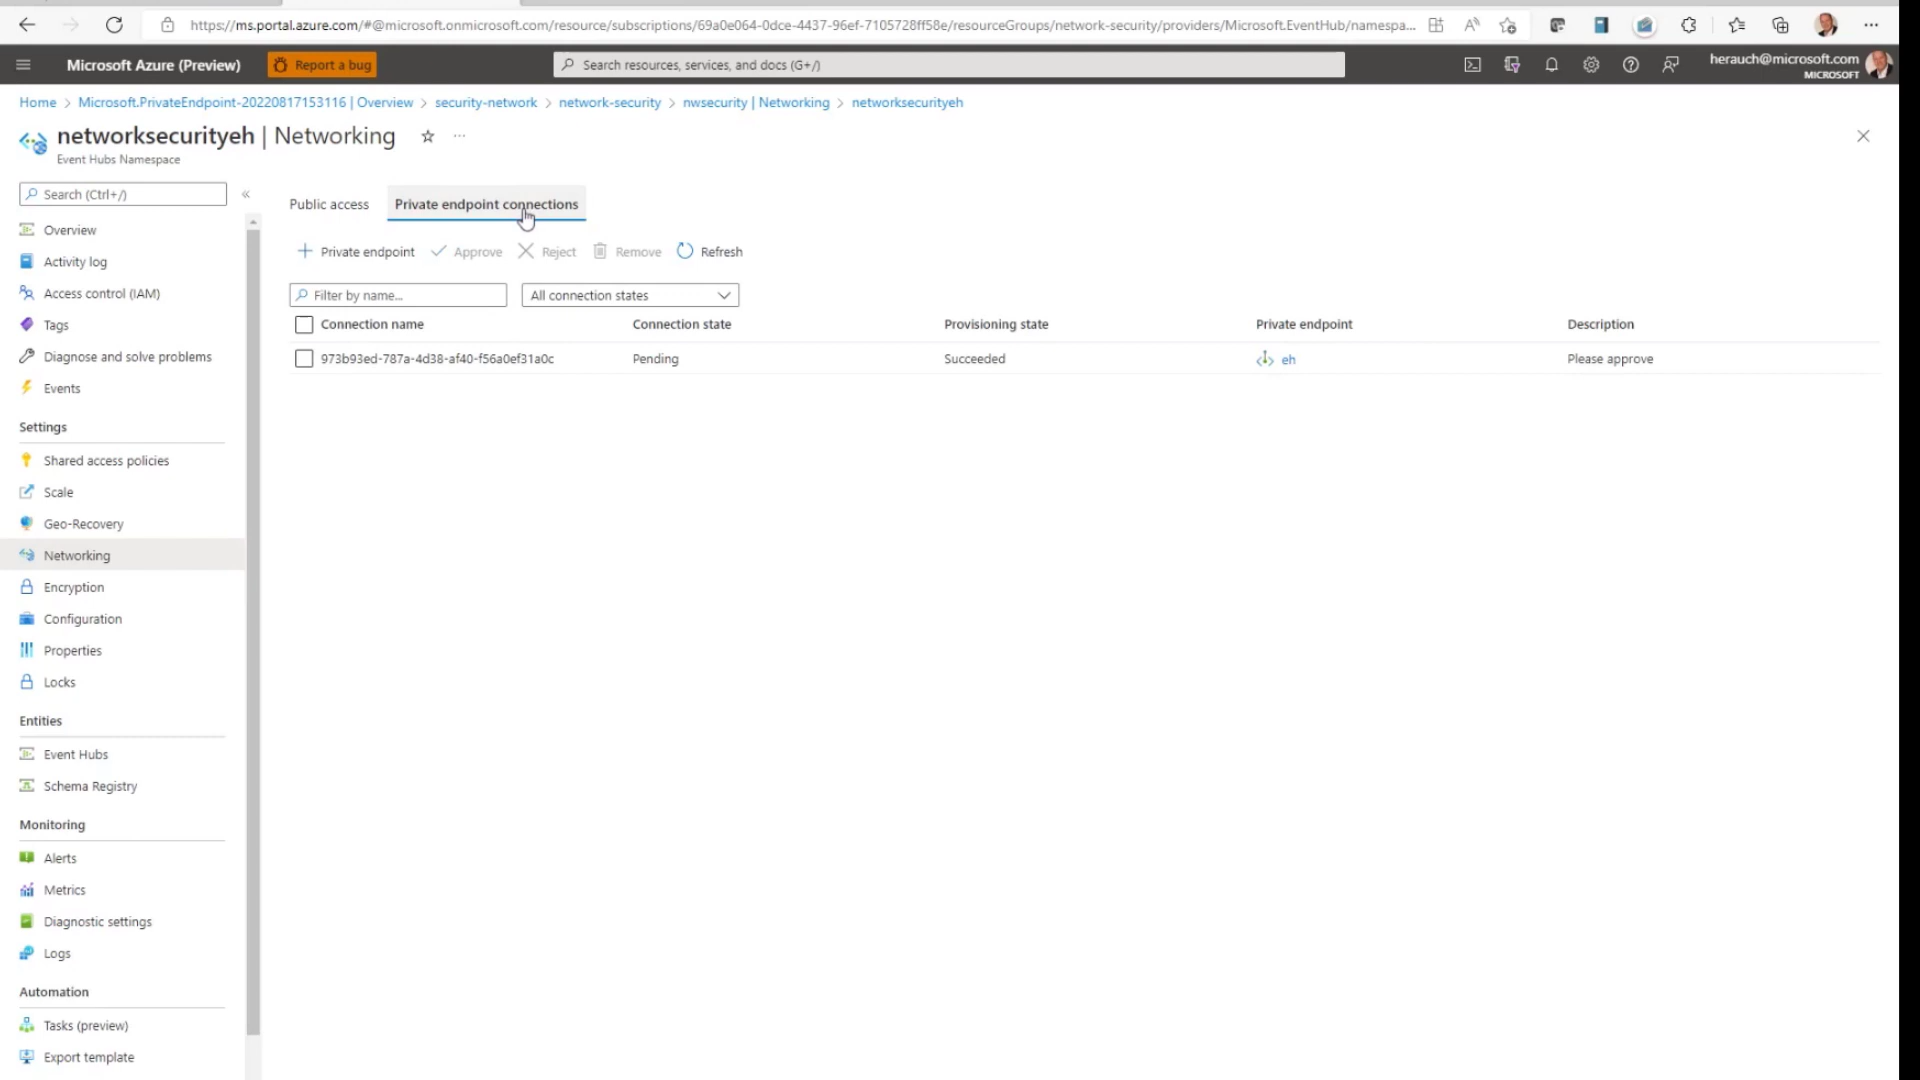 https://ms.portal.azure.com/#@microsoft.onmicrosoft.com/resource/subscriptions/69a0e064-0dce-4437-96ef-7105728ff58e/resourceGroups/network-security/providers/Microsoft.EventHub/namespa...
Microsoft Azure (Preview)
Report a bug
Search resources, services, and docs (G+/)
herauch@microsoft.com
MICROSOFT
Home > Microsoft.PrivateEndpoint-20220817153116 | Overview > security-network > network-security > nwsecurity | Networking > networksecurityeh
networksecurityeh | Networking
Event Hubs Namespace
Search (Ctrl+/)
Overview
Activity log
Access control (IAM)
Tags
Diagnose and solve problems
Events
Settings
Shared access policies
Scale
Geo-Recovery
Networking
Encryption
Configuration
Properties
Locks
Entities
Event Hubs
Schema Registry
Monitoring
Alerts
Metrics
Diagnostic settings
Logs
Automation
Tasks (preview)
Export template
Public access Private endpoint connections
Private endpoint Approve Reject Remove Refresh
Filter by name... All connection states
Connection name Connection state Provisioning state Private endpoint Description
973b93ed-787a-4d38-af40-f56a0ef31a0c Pending Succeeded eh Please approve